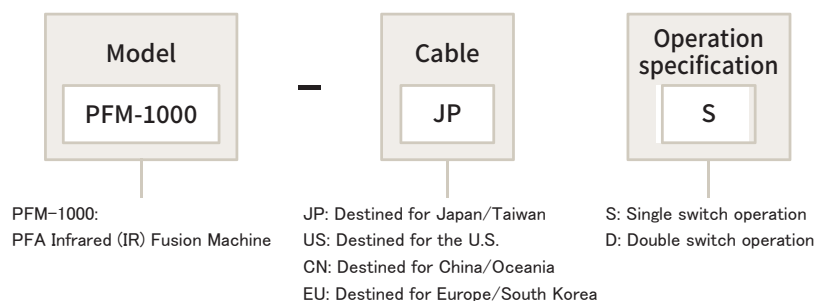 Model
PFM-1000
-
Cable
JP
Operation
specification
S
PFM-1000:
PFA Infrared (IR) Fusion Machine
JP: Destined for Japan/Taiwan
US: Destined for the U.S.
CN: Destined for China/Oceania
EU: Destined for Europe/South Korea
S: Single switch operation
D: Double switch operation